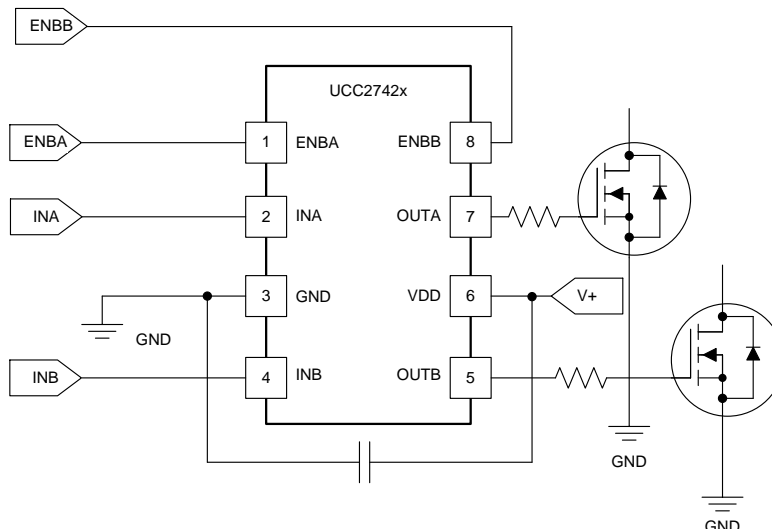 ENBB
UCC2742x
ENBA
1
ENBA
ENBB
8
INA
2
INA
OUTA
7
3
GND
VDD
6
V+
GND
INB
4
INB
OUTB
5
GND
GND